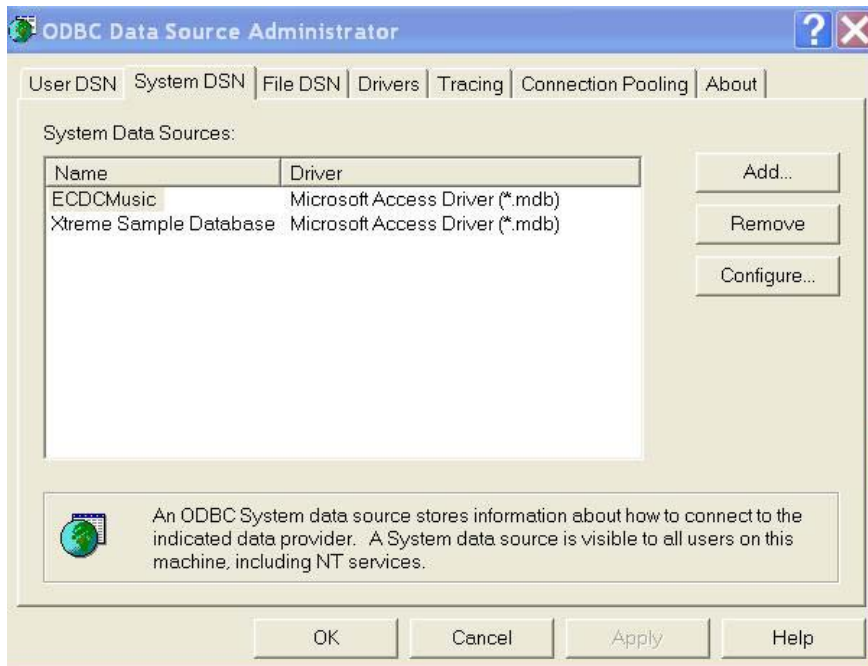 ODBC Data Source Administrator
User DSN System DSN File DSN Drivers Tracing Connection Pooling About
System Data Sources:
Name Driver
ECDCMusic Microsoft Access Driver (*.mdb)
Xtreme Sample Database Microsoft Access Driver (*.mdb)
Add...
Remove
Configure...
An ODBC System data source stores information about how to connect to the
indicated data provider. A System data source is visible to all users on this
machine, including NT services.
OK Cancel Apply Help